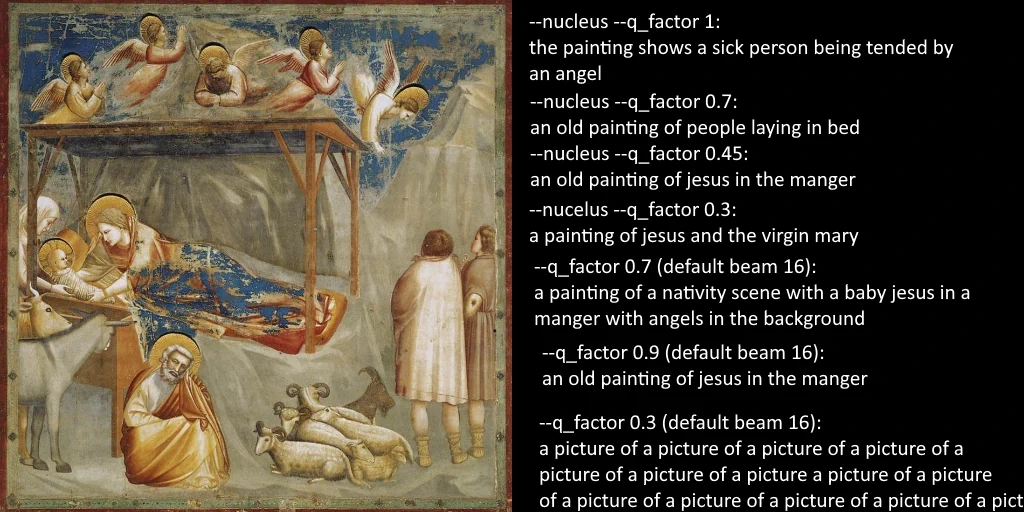 --nucleus --q_factor 1:
the painting shows a sick person being tended by
an angel
--nucleus --q_factor 0.7:
an old painting of people laying in bed
--nucleus --q_factor 0.45:
an old painting of jesus in the manger
--nucelus --q_factor 0.3:
a painting of jesus and the virgin mary
--q_factor 0.7 (default beam 16):
a painting of a nativity scene with a baby jesus in a
manger with angels in the background
--q_factor 0.9 (default beam 16):
an old painting of jesus in the manger
--q_factor 0.3 (default beam 16):
a picture of a picture of a picture of a picture of a
picture of a picture of a picture a picture of a picture
of a picture of a picture of a picture of a picture of a pict